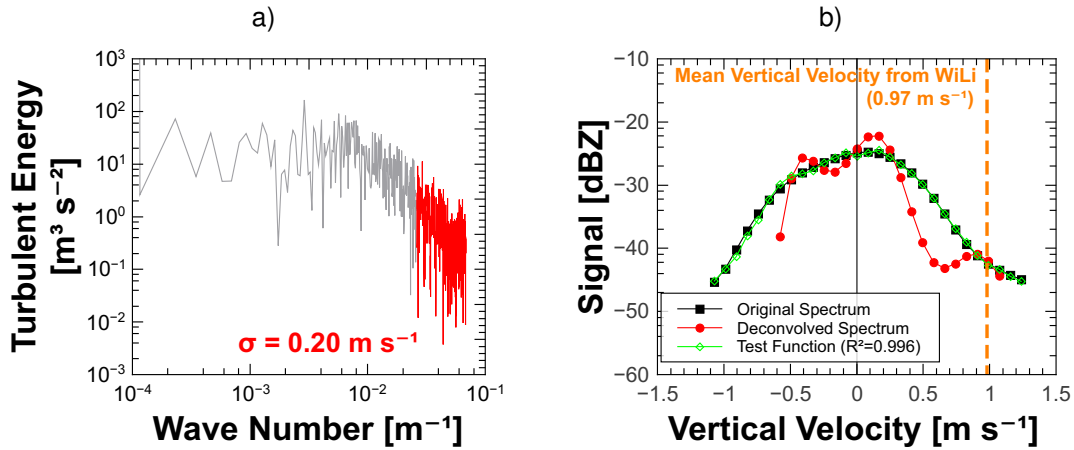 a)
b)
10³
10²
10¹
10⁰
10⁻¹
10⁻²
10⁻³
10⁻⁴
10⁻³
10⁻²
10⁻¹
Turbulent Energy
[m³ s⁻²]
Wave Number [m⁻¹]
σ = 0.20 m s⁻¹
−10
−20
−30
−40
−50
−60
−1.5
−1
−0.5
0
0.5
1
1.5
Signal [dBZ]
Vertical Velocity [m s⁻¹]
Mean Vertical Velocity from WiLi
(0.97 m s⁻¹)
Original Spectrum
Deconvolved Spectrum
Test Function (R²=0.996)